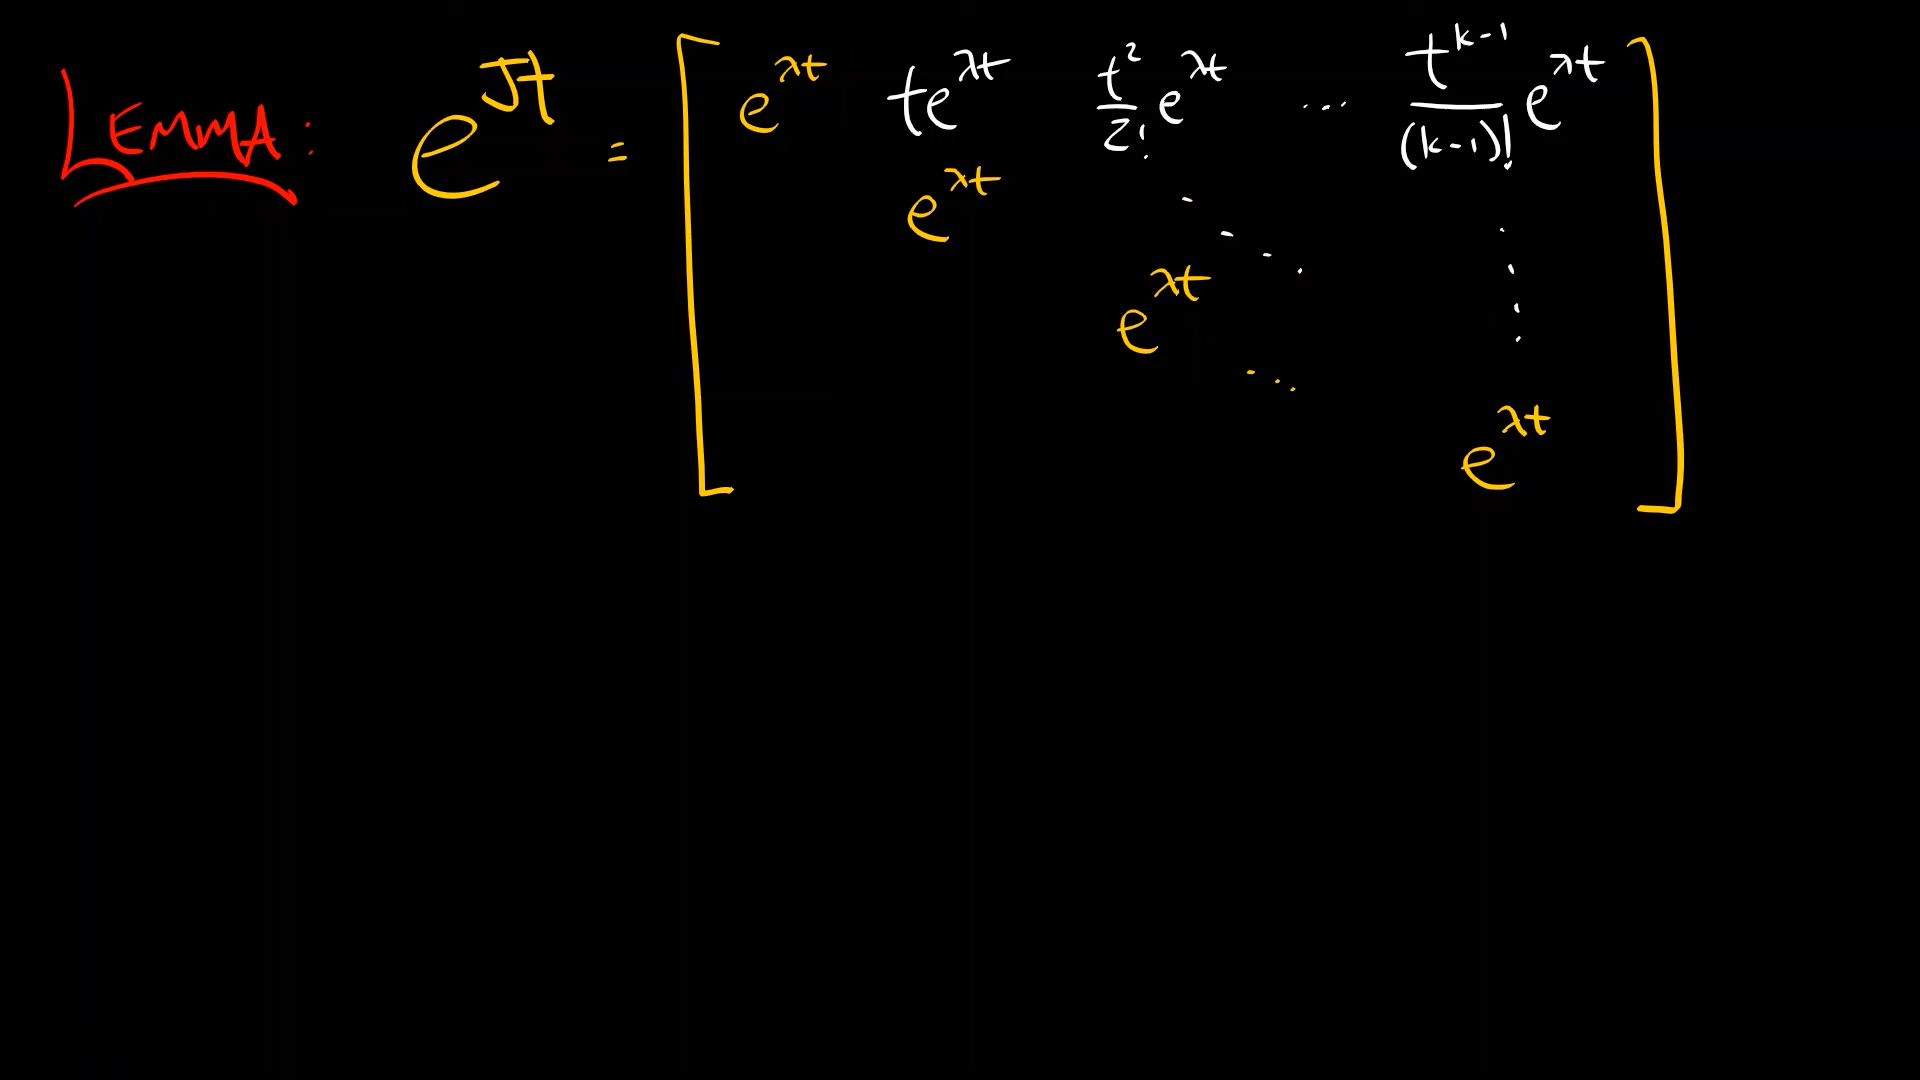 LEMMA: e^{Jt} = [ e^{λt} te^{λt} t²/2! e^{λt} ... t^{k-1}/(k-1)! e^{λt} ]
e^{λt} ⋱ ⋮
e^{λt} ⋱
e^{λt}